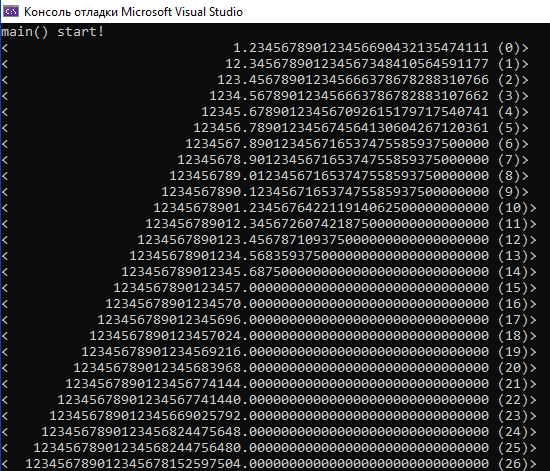 Консоль отладки Microsoft Visual Studio
main() start!
< 1.234567890123456690432135474111 (0)>
< 12.345678901234567348410564591177 (1)>
< 123.456789012345666378678288310766 (2)>
< 1234.567890123456663786782883107662 (3)>
< 12345.678901234567092615179717540741 (4)>
< 123456.789012345674564130604267120361 (5)>
< 1234567.890123456716537475585937500000 (6)>
< 12345678.901234567165374755859375000000 (7)>
< 123456789.012345671653747558593750000000 (8)>
< 1234567890.123456716537475585937500000000 (9)>
< 12345678901.234567642211914062500000000000 (10)>
< 123456789012.345672607421875000000000000000 (11)>
< 1234567890123.456787109375000000000000000000 (12)>
< 12345678901234.568359375000000000000000000000 (13)>
< 123456789012345.687500000000000000000000000000 (14)>
< 1234567890123457.000000000000000000000000000000 (15)>
< 12345678901234570.000000000000000000000000000000 (16)>
< 123456789012345696.000000000000000000000000000000 (17)>
< 1234567890123457024.000000000000000000000000000000 (18)>
< 12345678901234569216.000000000000000000000000000000 (19)>
< 123456789012345683968.000000000000000000000000000000 (20)>
< 1234567890123456774144.000000000000000000000000000000 (21)>
< 12345678901234567741440.000000000000000000000000000000 (22)>
< 123456789012345669025792.000000000000000000000000000000 (23)>
< 1234567890123456824475648.000000000000000000000000000000 (24)>
< 12345678901234568244756480.000000000000000000000000000000 (25)>
< 123456789012345678152597504.000000000000000000000000000000 (26)>